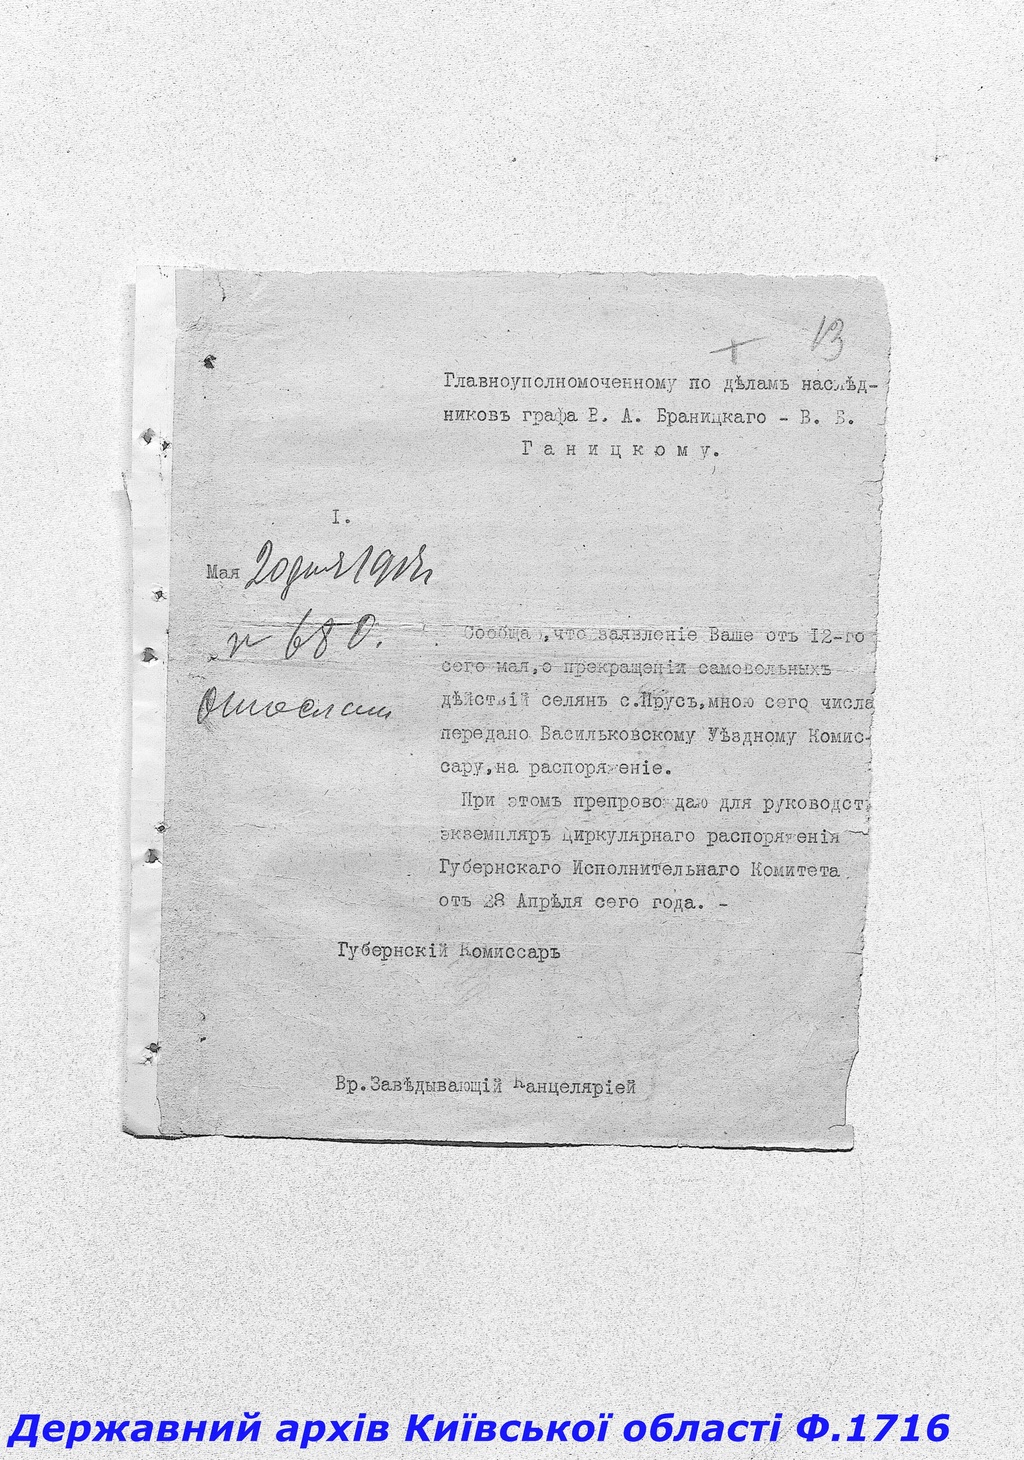 13
Главноуполномоченному по дѣламъ наслѣд-
никовъ графа В. А. Браницкаго - В. В.
Ганицкому.
I.
Мая 20 дня 191
№ 680.
Сообщаю,что заявленіе Ваше отъ 12-го
сего мая,о прекращеніи самовольныхъ
дѣйствій селянъ с.Прусъ,мною сего числа
передано Васильковскому Уѣздному Комис-
сару,на распоряженіе.
При этомъ препровождаю для руководст
экземпляръ циркулярнаго распоряженія
Губернскаго Исполнительнаго Комитета
отъ 28 Апрѣля сего года. -
Губернскій Комиссаръ
Вр.Завѣдывающій Канцеляріей
Державний архів Київської області Ф.1716